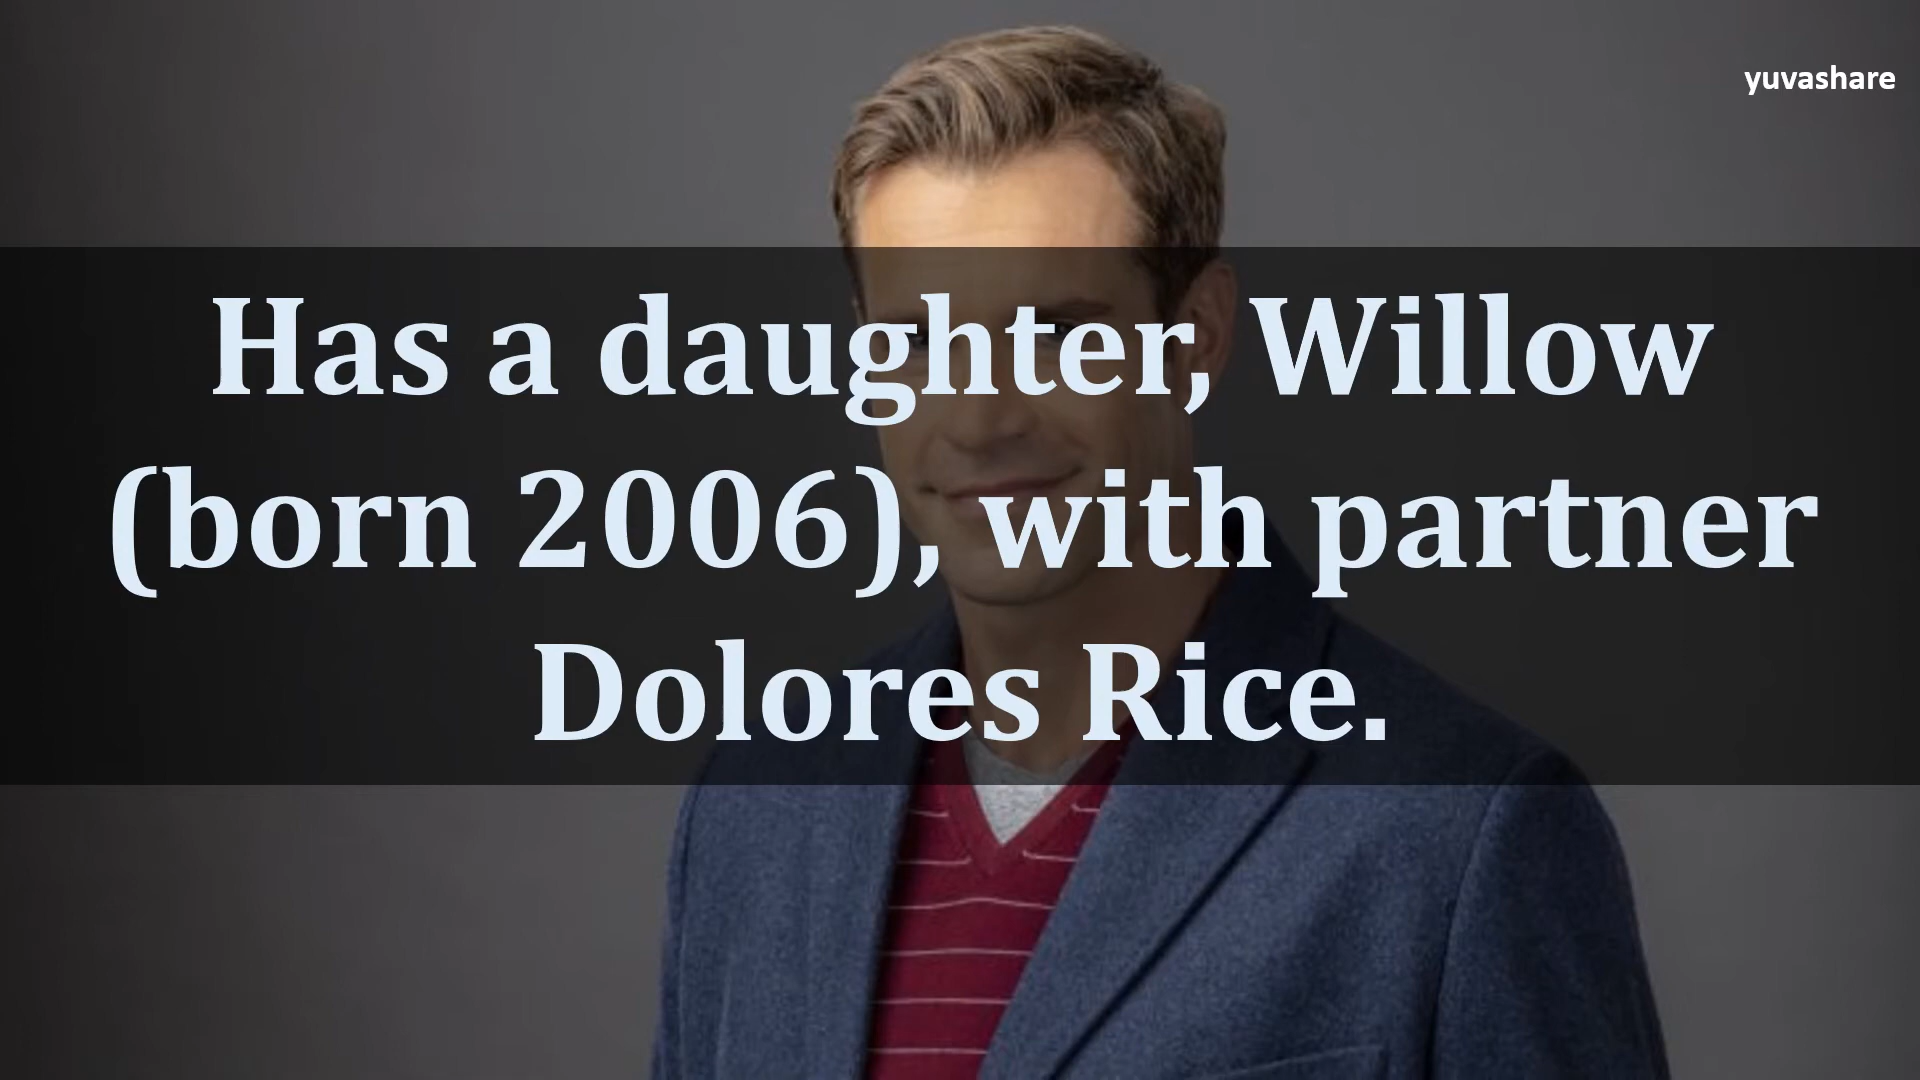 yuvashare
Has a daughter, Willow
(born 2006), with partner
Dolores Rice.